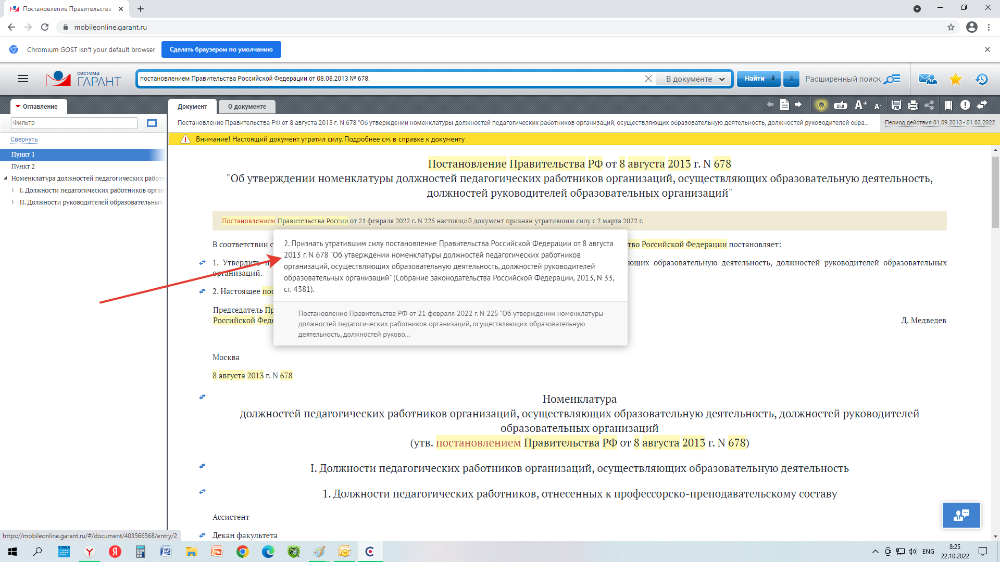 Постановление Правительства
mobileonline.garant.ru
Chromium GOST isn't your default browser
Сделать браузером по умолчанию
система
ГАРАНТ
постановлением Правительства Российской Федерации от 08.08.2013 № 678.
В документе
Найти
Расширенный поиск
Оглавление
Документ
О документе
вкл
A+
A-
Фильтр
Постановление Правительства РФ от 8 августа 2013 г. N 678 "Об утверждении номенклатуры должностей педагогических работников организаций, осуществляющих образовательную деятельность, должностей руководителей обра...
Период действия 01.09.2013 - 01.03.2022
Свернуть
Внимание! Настоящий документ утратил силу. Подробнее см. в справке к документу
Пункт 1
Пункт 2
Номенклатура должностей педагогических работн
I. Должности педагогических работников орган
II. Должности руководителей образовательных
Постановление Правительства РФ от 8 августа 2013 г. N 678
"Об утверждении номенклатуры должностей педагогических работников организаций, осуществляющих образовательную деятельность,
должностей руководителей образовательных организаций"
Постановлением Правительства России от 21 февраля 2022 г. N 225 настоящий документ признан утратившим силу с 2 марта 2022 г.
В соответствии с
тво Российской Федерации постановляет:
1. Утвердить
ющих образовательную деятельность, должностей руководителей образовательных
организаций.
2. Настоящее пос
Председатель Пр
Российской Феде
Д. Медведев
2. Признать утратившим силу постановление Правительства Российской Федерации от 8 августа
2013 г. N 678 "Об утверждении номенклатуры должностей педагогических работников
организаций, осуществляющих образовательную деятельность, должностей руководителей
образовательных организаций" (Собрание законодательства Российской Федерации, 2013, N 33,
ст. 4381).
Постановление Правительства РФ от 21 февраля 2022 г. N 225 "Об утверждении номенклатуры
должностей педагогических работников организаций, осуществляющих образовательную
деятельность, должностей руково...
Москва
8 августа 2013 г. N 678
Номенклатура
должностей педагогических работников организаций, осуществляющих образовательную деятельность, должностей руководителей
образовательных организаций
(утв. постановлением Правительства РФ от 8 августа 2013 г. N 678)
I. Должности педагогических работников организаций, осуществляющих образовательную деятельность
1. Должности педагогических работников, отнесенных к профессорско-преподавательскому составу
Ассистент
Декан факультета
https://mobileonline.garant.ru/#/document/403566568/entry/2
ENG
8:25
22.10.2022